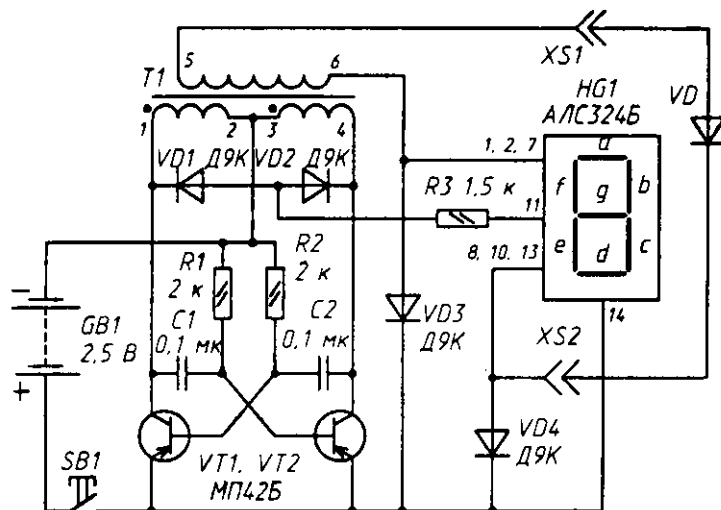 5
6
XS1
T1
HG1
АЛС324Б
VD
1
2
3
4
VD1
Д9К
VD2
Д9К
1, 2, 7
a
f
g
b
R3 1,5 к
11
e
d
c
8, 10, 13
14
R1
2 к
R2
2 к
−
GB1
2,5 В
+
C1
0,1 мк
C2
0,1 мк
VD3
Д9К
XS2
VD4
Д9К
SB1
VT1, VT2
МП42Б